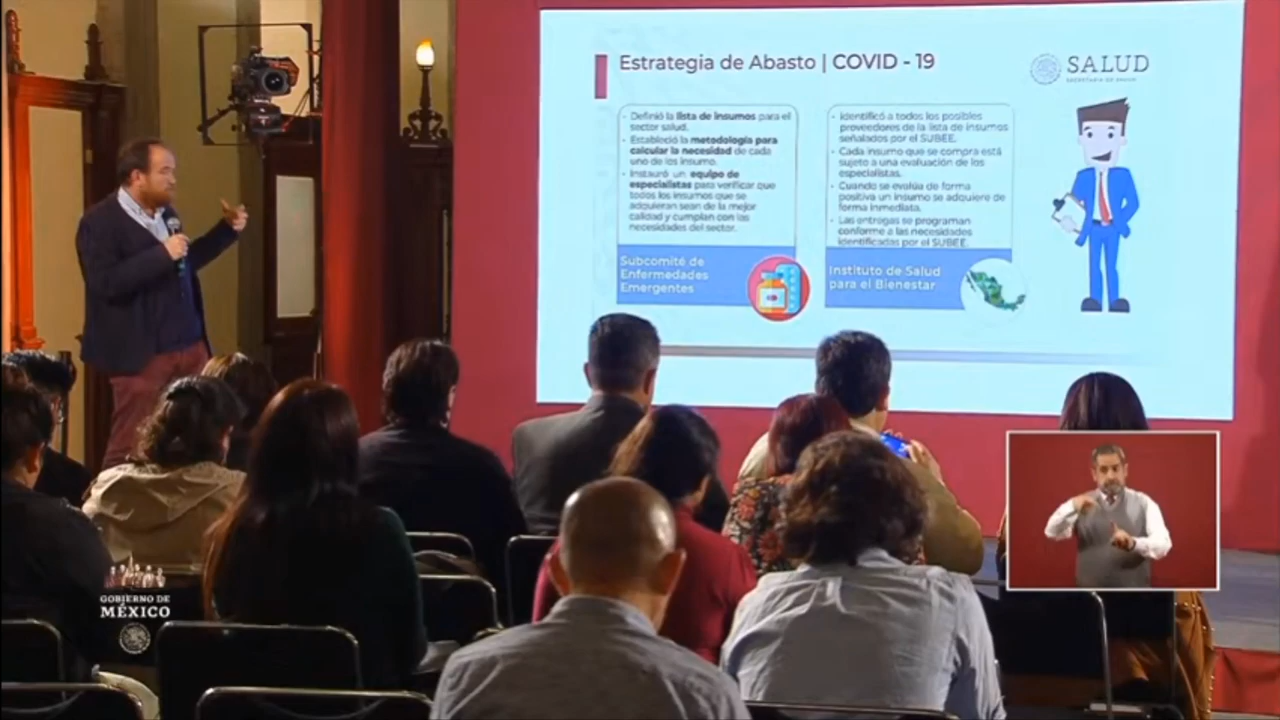 Estrategia de Abasto | COVID - 19
SALUD
SECRETARÍA DE SALUD
- Definió la lista de insumos para el
sector salud.
- Estableció la metodología para
calcular la necesidad de cada
uno de los insumo.
- Instauró un equipo de
especialistas para verificar que
todos los insumos que se
adquieran sean de la mejor
calidad y cumplan con las
necesidades del sector.
Subcomité de
Enfermedades
Emergentes
- Identificó a todos los posibles
proveedores de la lista de insumos
señalados por el SUBEE.
- Cada insumo que se compra está
sujeto a una evaluación de los
especialistas.
- Cuando se evalúa de forma
positiva un insumo se adquiere de
forma inmediata.
- Las entregas se programan
conforme a las necesidades
identificadas por el SUBEE.
Instituto de Salud
para el Bienestar
GOBIERNO DE
MÉXICO